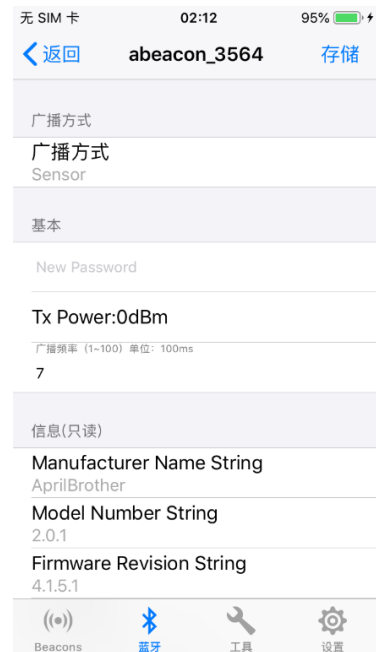 无 SIM 卡 02:12 95%
返回 abeacon_3564 存储
广播方式
广播方式
Sensor
基本
New Password
Tx Power:0dBm
广播频率（1~100）单位：100ms
7
信息(只读)
Manufacturer Name String
AprilBrother
Model Number String
2.0.1
Firmware Revision String
4.1.5.1
Beacons 蓝牙 工具 设置